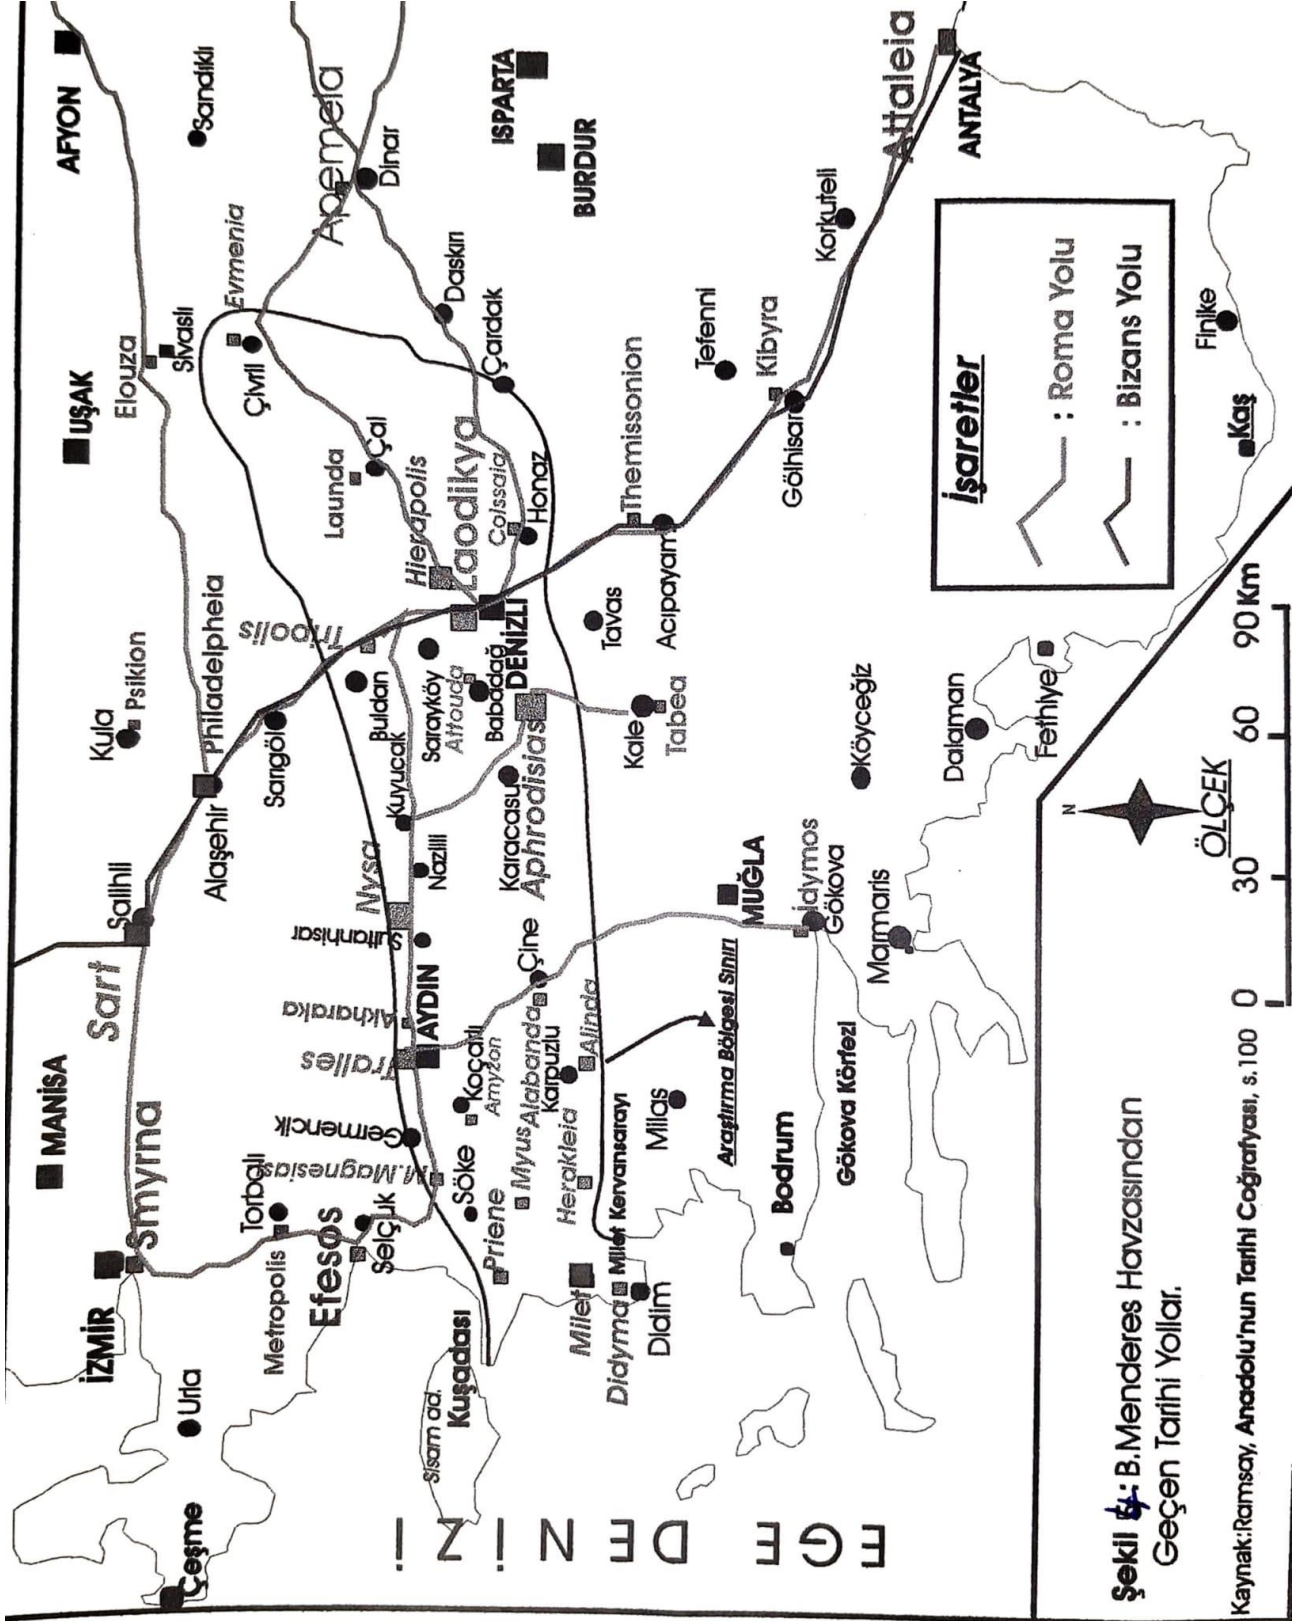 AFYON
Sandıklı
UŞAK
Elouza
Sivaslı
Evmenia
Çivril
Apemeia
Dinar
ISPARTA
BURDUR
Daskırı
Çardak
Launda
Çal
Hierapolis
Laodikya
Colssaia
Honaz
DENİZLİ
Attaleia
ANTALYA
Korkuteli
Tefenni
Kibyra
Gölhisar
Themissonion
Acıpayam
Tavas
Kula
Psikion
Philadelpheia
Alaşehir
Sarıgöl
Tripolis
Buldan
Sarayköy
Attouda
Babadağ
Kuyucak
Karacasu
Aphrodisias
Kale
Tabea
Salihli
Sart
Nysa
Nazilli
Sultanhisar
Akharaka
AYDIN
Tralles
MANİSA
Smyrna
İZMİR
Torbalı
Metropolis
Germencik
M.Magnesias
Efesos
Selçuk
Söke
Koçarlı
Amyzon
Çine
Alabanda
Karpuzlu
Alinda
Myus
Herakleia
Priene
Milet
Milet Kervansarayı
Didyma
Didim
Milas
Araştırma Bölgesi Sınırı
MUĞLA
İdymos
Gökova
Gökova Körfezi
Bodrum
Marmaris
Köyceğiz
Dalaman
Fethiye
Kaş
Finike
Urla
Çeşme
Sisam ad.
Kuşadası
EGE DENİZİ
İşaretler
: Roma Yolu
: Bizans Yolu
N
ÖLÇEK
0 30 60 90 Km
Şekil : B.Menderes Havzasından
Geçen Tarihi Yollar.
Kaynak:Ramsay, Anadolu'nun Tarihi Coğrafyası, s.100